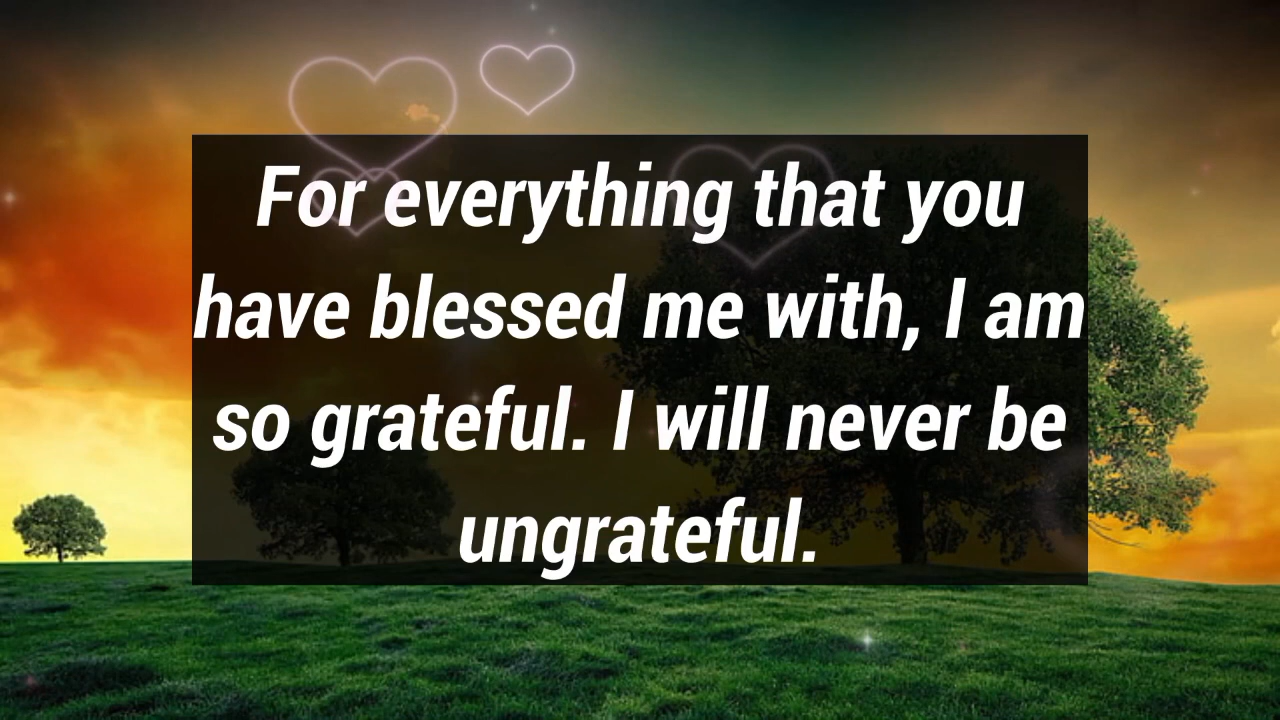 For everything that you
have blessed me with, I am
so grateful. I will never be
ungrateful.